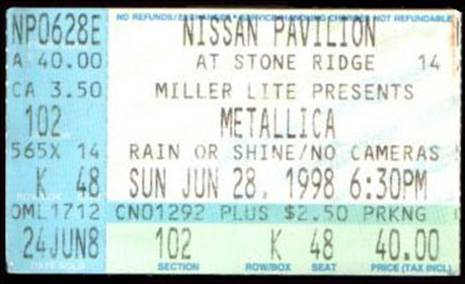 NO REFUNDS/EXCHANGES • SERVICE/HANDLING CHARGES NOT REFUNDABLE
NP0628E NISSAN PAVILION
A 40.00 AT STONE RIDGE 14
CA 3.50 MILLER LITE PRESENTS
102 METALLICA
565X 14 RAIN OR SHINE/NO CAMERAS
K 48 SUN JUN 28, 1998 6:30PM
OML1712 CN01292 PLUS $2.50 PRKNG
24JUN8 102 K 48 40.00
DATE SOLD SECTION ROW/BOX SEAT PRICE (TAX INCL)